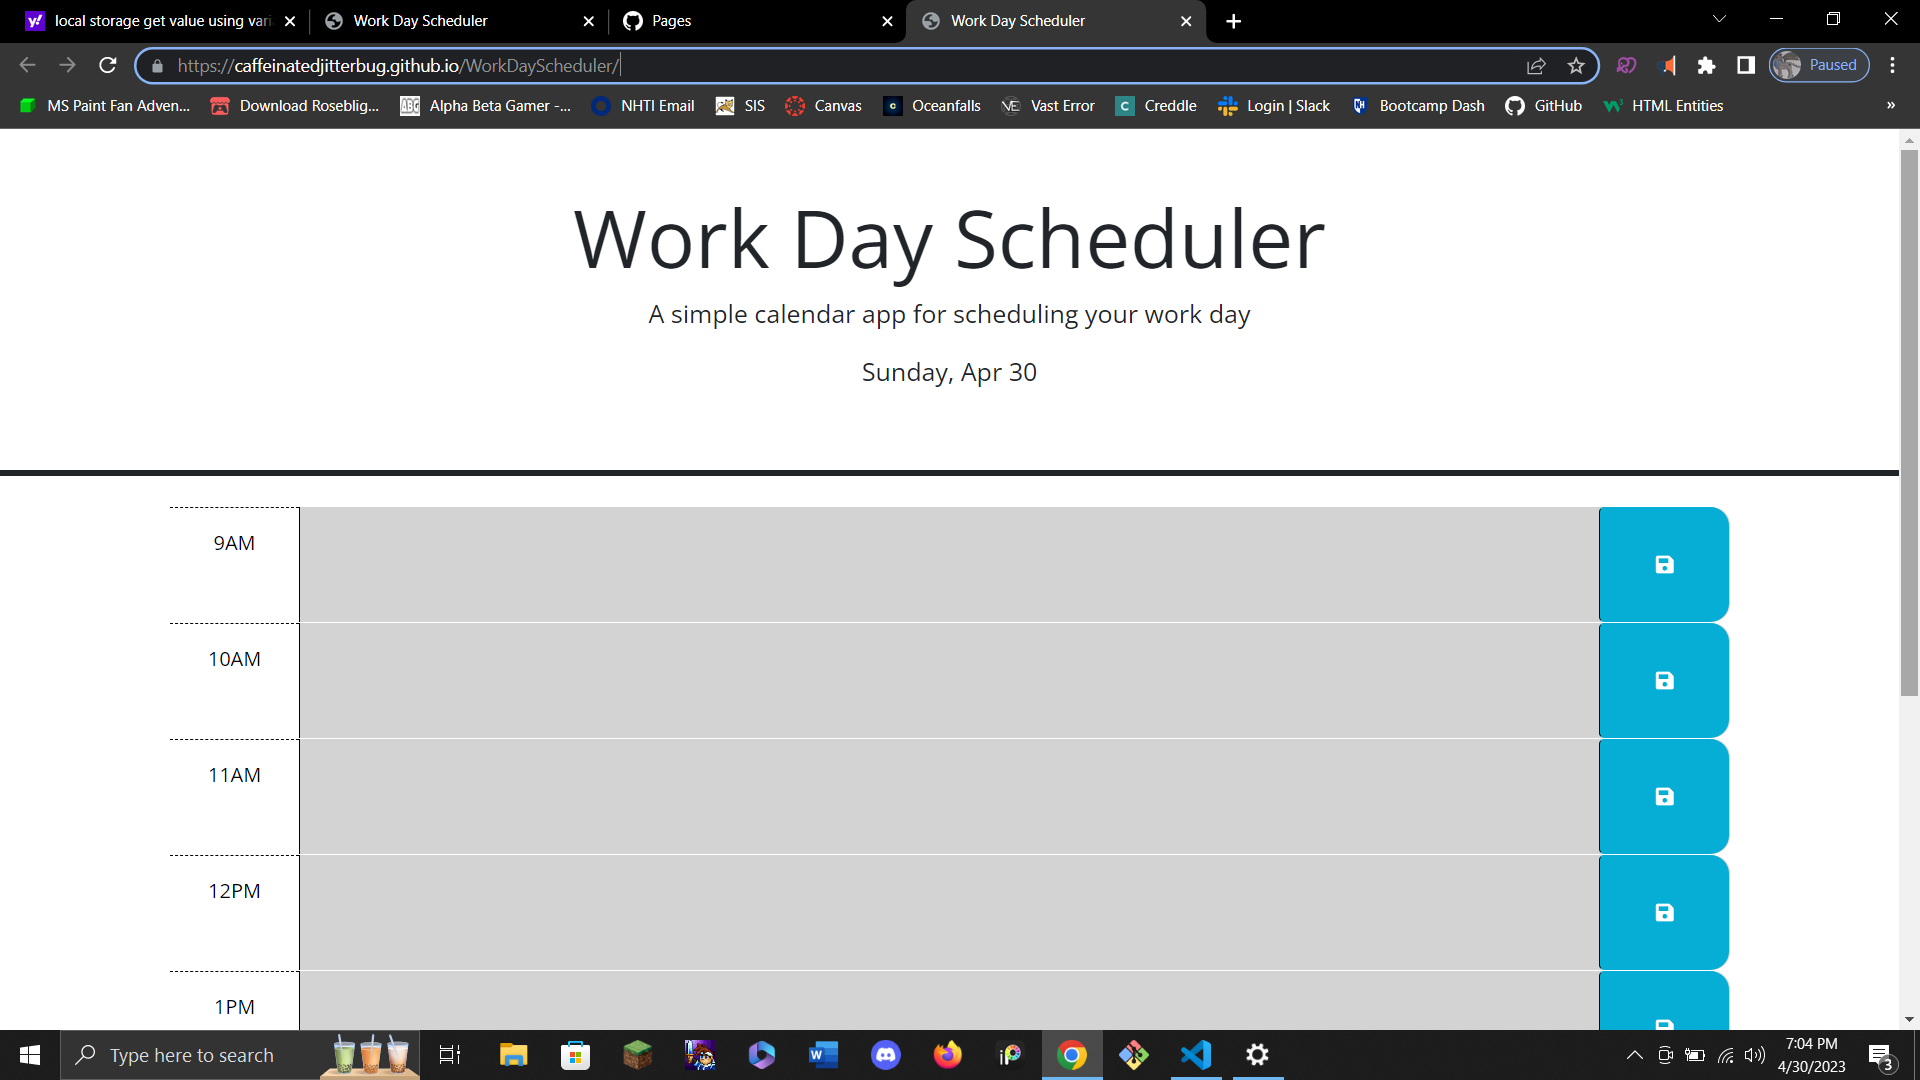 local storage get value using vari
Work Day Scheduler
Pages
Work Day Scheduler
https://caffeinatedjitterbug.github.io/WorkDayScheduler/
Paused
MS Paint Fan Adven...
Download Roseblig...
Alpha Beta Gamer -...
NHTI Email
SIS
Canvas
Oceanfalls
Vast Error
Creddle
Login | Slack
Bootcamp Dash
GitHub
HTML Entities
»
Work Day Scheduler
A simple calendar app for scheduling your work day
Sunday, Apr 30
9AM
10AM
11AM
12PM
1PM
Type here to search
7:04 PM
4/30/2023
3